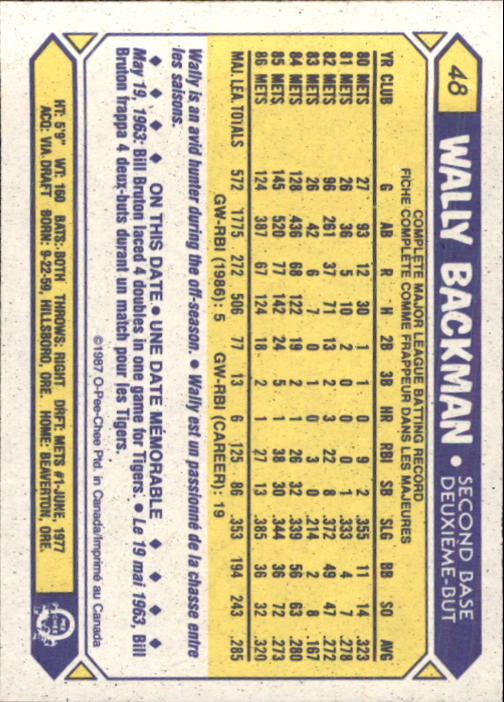 48
WALLY BACKMAN • SECOND BASE
DEUXIÈME-BUT
COMPLETE MAJOR LEAGUE BATTING RECORD
FICHE COMPLÈTE COMME FRAPPEUR DANS LES MAJEURES
YR CLUB G AB R H 2B 3B HR RBI SB SLG BB SO AVG
80 METS 27 93 12 30 1 1 0 9 2 .355 11 14 .323
81 METS 26 36 5 10 2 0 0 0 1 .333 4 7 .278
82 METS 96 261 37 71 13 2 3 22 8 .372 49 47 .272
83 METS 26 42 6 7 0 1 0 3 0 .214 2 8 .167
84 METS 128 436 68 122 19 2 1 26 32 .339 56 63 .280
85 METS 145 520 77 142 24 5 1 38 30 .344 36 72 .273
86 METS 124 387 67 124 18 2 1 27 13 .385 36 32 .320
MAJ. LEA. TOTALS 572 1775 272 506 77 13 6 125 86 .353 194 243 .285
GW-RBI (1986): 5 GW-RBI (CAREER): 19
Wally is an avid hunter during the off-season. • Wally est un passionné de la chasse entre
les saisons.
◆ ◆ ◆ ◆ ON THIS DATE • UNE DATE MÉMORABLE ◆ ◆ ◆ ◆
May 19, 1963: Bill Bruton laced 4 doubles in one game for Tigers. • Le 19 mai 1963, Bill
Bruton frappa 4 deux-buts durant un match pour les Tigers.
©1987 O-Pee-Chee Ptd. in Canada/Imprimé au Canada
HT: 5'9" WT: 160 BATS: BOTH THROWS: RIGHT DRFT: METS #1-JUNE, 1977
ACQ: VIA DRAFT BORN: 9-22-59, HILLSBORO, ORE. HOME: BEAVERTON, ORE.
O PEE CHEE